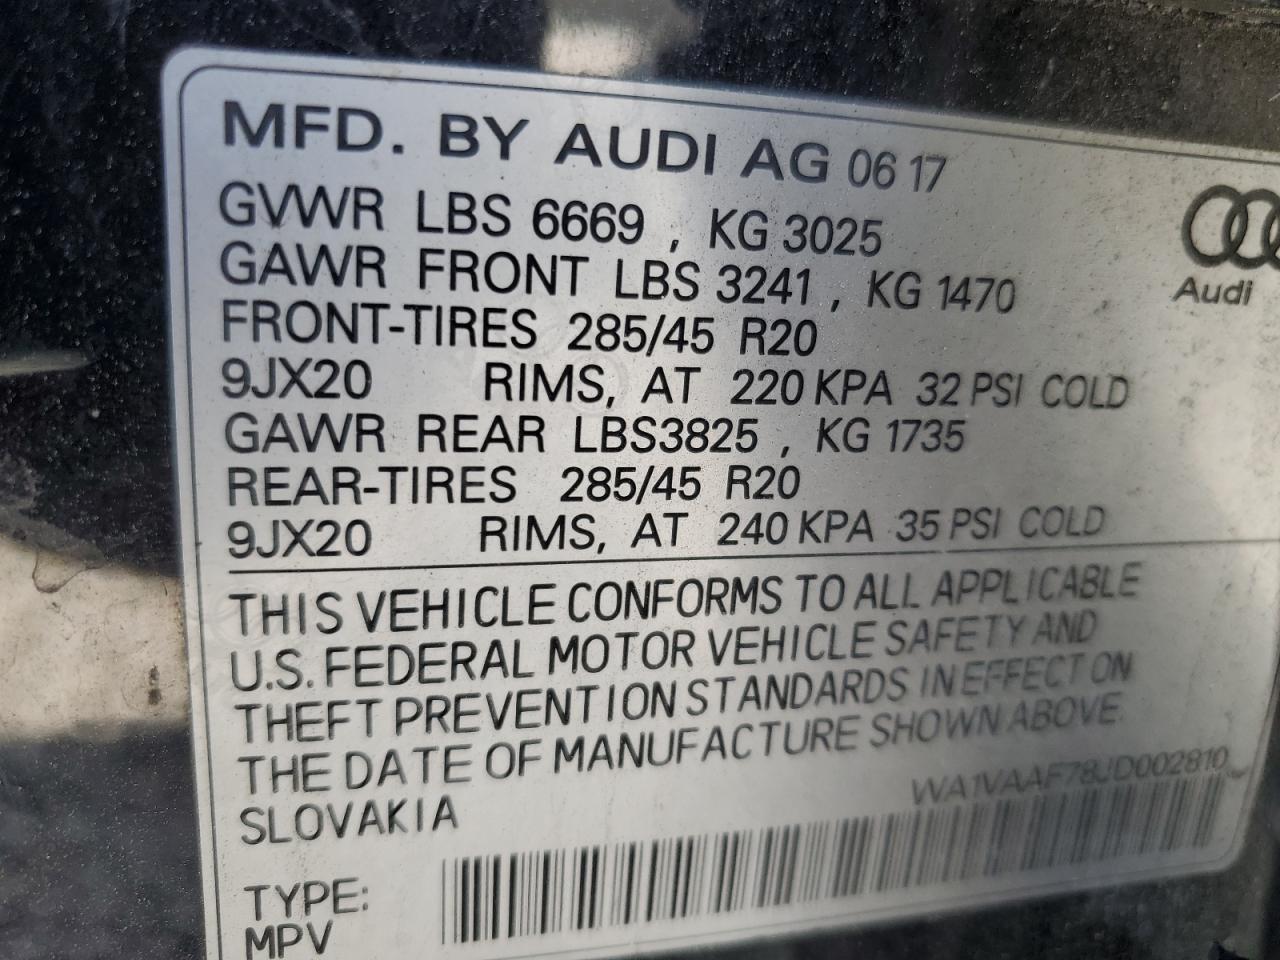 MFD. BY AUDI AG 06 17
GVWR LBS 6669 , KG 3025
GAWR FRONT LBS 3241 , KG 1470
FRONT-TIRES 285/45 R20
9JX20 RIMS, AT 220 KPA 32 PSI COLD
GAWR REAR LBS3825 , KG 1735
REAR-TIRES 285/45 R20
9JX20 RIMS, AT 240 KPA 35 PSI COLD
Audi
THIS VEHICLE CONFORMS TO ALL APPLICABLE
U.S. FEDERAL MOTOR VEHICLE SAFETY AND
THEFT PREVENTION STANDARDS IN EFFECT ON
THE DATE OF MANUFACTURE SHOWN ABOVE.
SLOVAKIA
WA1VAAF78JD002810
TYPE:
MPV